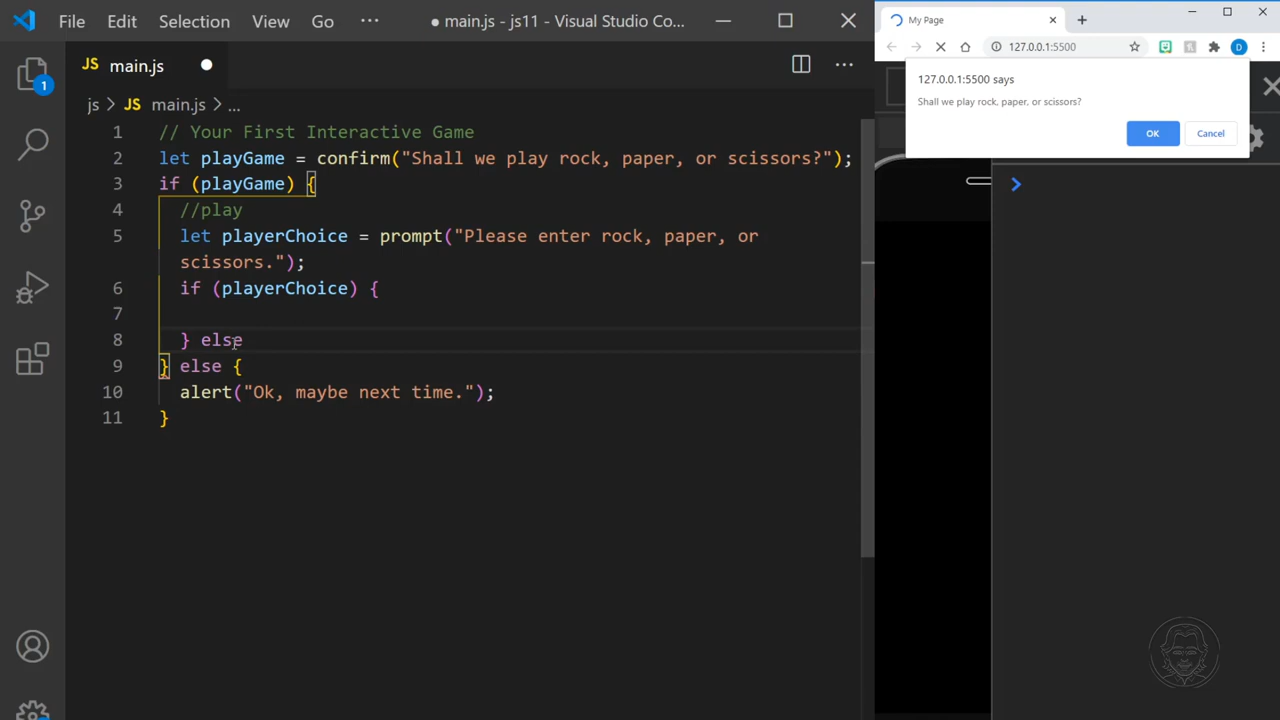 File Edit Selection View Go ··· ● main.js - js11 - Visual Studio Co...
JS main.js ●
js > JS main.js > ...
1 // Your First Interactive Game
2 let playGame = confirm("Shall we play rock, paper, or scissors?");
3 if (playGame) {
4 //play
5 let playerChoice = prompt("Please enter rock, paper, or
scissors.");
6 if (playerChoice) {
7
8 } else
9 } else {
10 alert("Ok, maybe next time.");
11 }
1
My Page
127.0.0.1:5500
D
127.0.0.1:5500 says
Shall we play rock, paper, or scissors?
OK Cancel
>